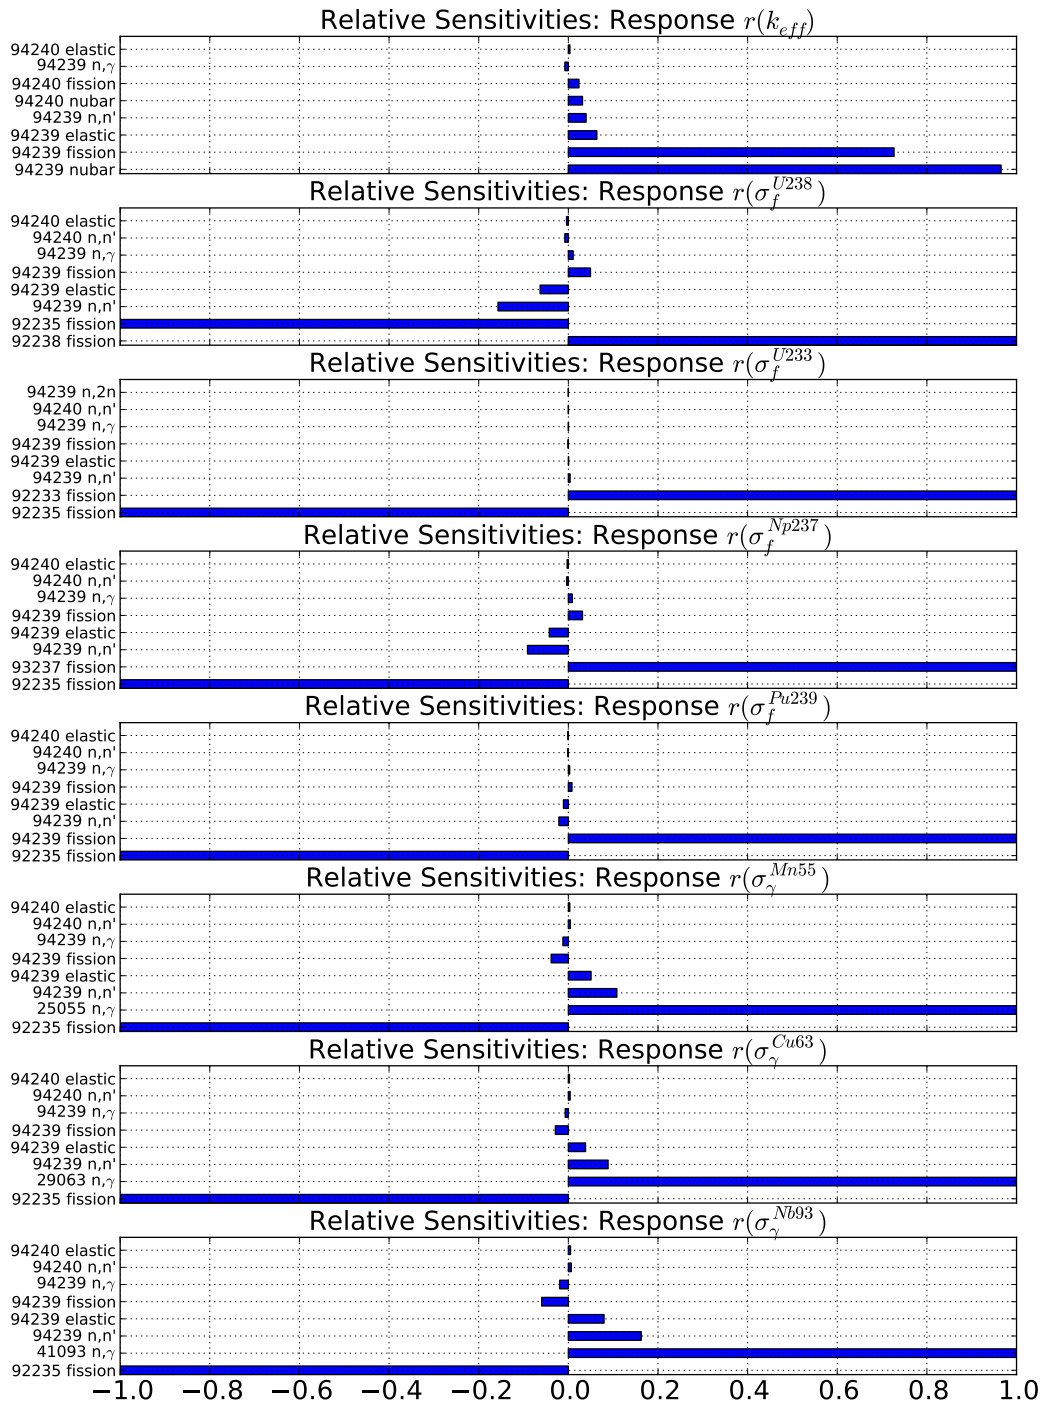 Relative Sensitivities: Response r(k_eff)
94240 elastic
94239 n,γ
94240 fission
94240 nubar
94239 n,n'
94239 elastic
94239 fission
94239 nubar
Relative Sensitivities: Response r(σ_f^U238)
94240 elastic
94240 n,n'
94239 n,γ
94239 fission
94239 elastic
94239 n,n'
92235 fission
92238 fission
Relative Sensitivities: Response r(σ_f^U233)
94239 n,2n
94240 n,n'
94239 n,γ
94239 fission
94239 elastic
94239 n,n'
92233 fission
92235 fission
Relative Sensitivities: Response r(σ_f^Np237)
94240 elastic
94240 n,n'
94239 n,γ
94239 fission
94239 elastic
94239 n,n'
93237 fission
92235 fission
Relative Sensitivities: Response r(σ_f^Pu239)
94240 elastic
94240 n,n'
94239 n,γ
94239 fission
94239 elastic
94239 n,n'
94239 fission
92235 fission
Relative Sensitivities: Response r(σ_γ^Mn55)
94240 elastic
94240 n,n'
94239 n,γ
94239 fission
94239 elastic
94239 n,n'
25055 n,γ
92235 fission
Relative Sensitivities: Response r(σ_γ^Cu63)
94240 elastic
94240 n,n'
94239 n,γ
94239 fission
94239 elastic
94239 n,n'
29063 n,γ
92235 fission
Relative Sensitivities: Response r(σ_γ^Nb93)
94240 elastic
94240 n,n'
94239 n,γ
94239 fission
94239 elastic
94239 n,n'
41093 n,γ
92235 fission
−1.0 −0.8 −0.6 −0.4 −0.2 0.0 0.2 0.4 0.6 0.8 1.0